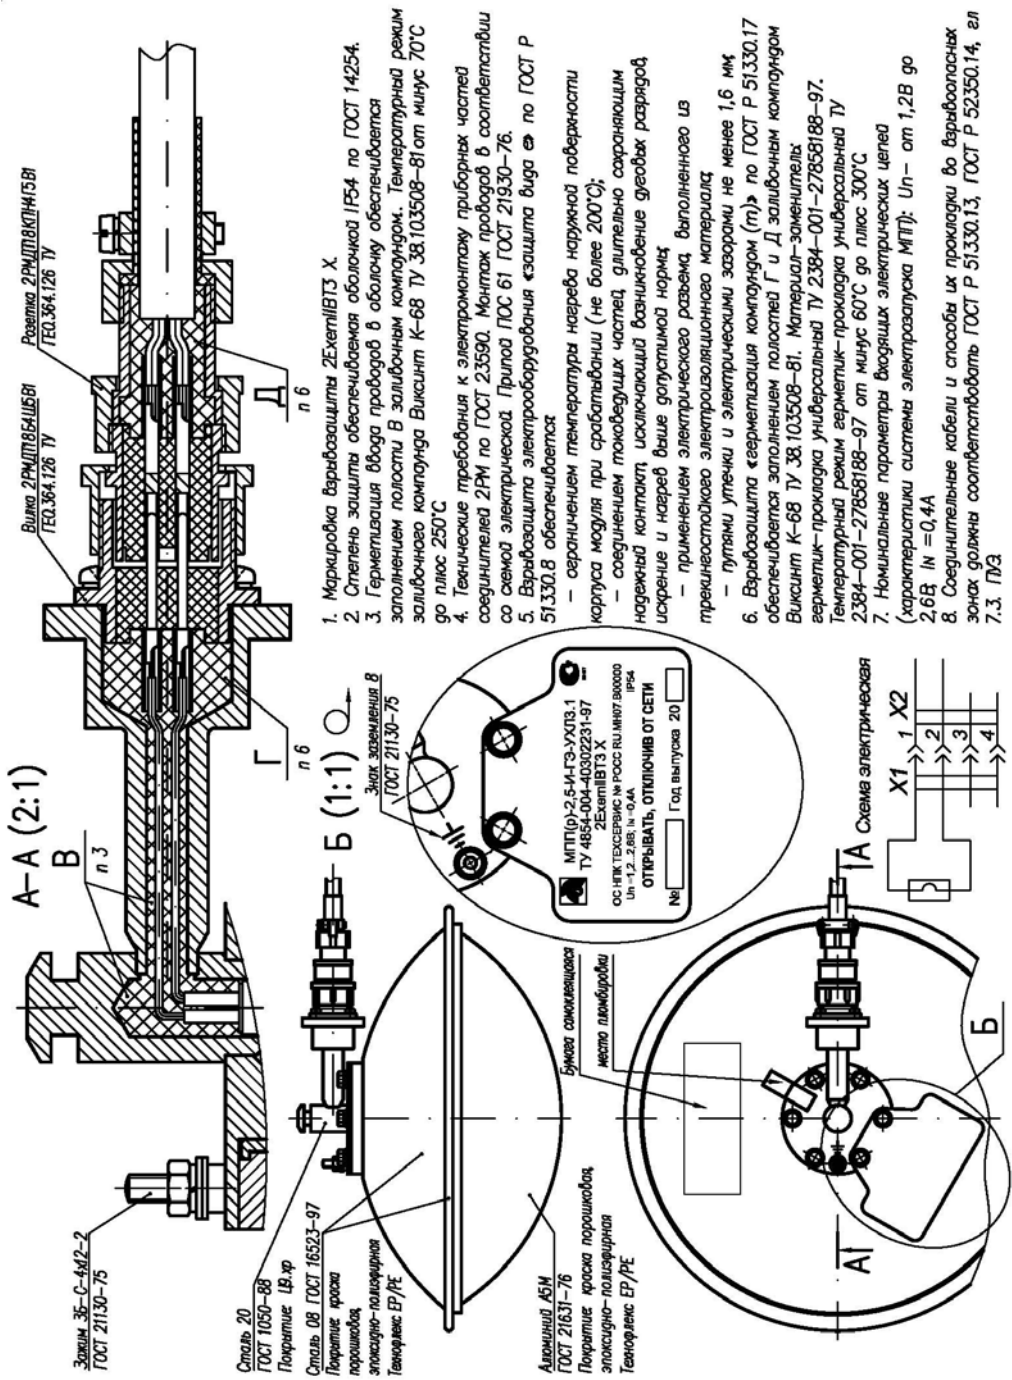 А-А (2:1)
В
п 3
Вилка 2РМДТ18Б4Ш5В1
ГЕ0.364.126 ТУ
Розетка 2РМДТ18КПН4Г5В1
ГЕ0.364.126 ТУ
Г
п 6
Д
п 6
Зажим ЗБ-С-4х12-2
ГОСТ 21130-75
Сталь 20
ГОСТ 1050-88
Покрытие: Ц9.хр
Сталь 08 ГОСТ 16523-97
Покрытие: краска
порошковая,
эпоксидно-полиэфирная
Технофлекс EP/PE
Алюминий А5М
ГОСТ 21631-76
Покрытие: краска порошковая,
эпоксидно-полиэфирная
Технофлекс EP/PE
Б (1:1)
Знак заземления 8
ГОСТ 21130-75
МПП(р)-2,5-И-ГЭ-УХЛ3.1
ТУ 4854-004-40302231-97
2ExemIIBT3 X
ОС НПК ТЕХСЕРВИС № РОСС RU.МН07.В00000
Uп =1,2...2,6В; Iн =0,4А IP54
ОТКРЫВАТЬ, ОТКЛЮЧИВ ОТ СЕТИ
№ Год выпуска 20
Бумага самоклеящаяся
место пломбировки
А
А
Б
Схема электрическая
X1 X2
1
2
3
4
1. Маркировка взрывозащиты 2ExemIIBT3 X.
2. Степень защиты обеспечиваемая оболочкой IP54 по ГОСТ 14254.
3. Герметизация ввода проводов в оболочку обеспечивается
заполнением полости В заливочным компаундом. Температурный режим
заливочного компаунда Виксинт К-68 ТУ 38.103508-81от минус 70°С
до плюс 250°С.
4. Технические требования к электромонтажу приборных частей
соединителей 2РМ по ГОСТ 23590. Монтаж проводов в соответствии
со схемой электрической. Припой ПОС 61 ГОСТ 21930-76.
5. Взрывозащита электрооборудования «защита вида е» по ГОСТ Р
51330.8 обеспечивается:
- ограничением температуры нагрева наружной поверхности
корпуса модуля при срабатывании (не более 200°С);
- соединением токоведущих частей, длительно сохраняющим
надежный контакт, исключающий возникновение дуговых разрядов,
искрение и нагрев выше допустимой нормы;
- применением электрического разъема, выполненного из
трекингостойкого электроизоляционного материала;
- путями утечки и электрическими зазорами не менее 1,6 мм.
6. Взрывозащита «герметизация компаундом (m)» по ГОСТ Р 51330.17
обеспечивается заполнением полостей Г и Д заливочным компаундом
Виксинт К-68 ТУ 38.103508-81. Материал-заменитель:
герметик-прокладка универсальный ТУ 2384-001-27858188-97.
Температурный режим герметик-прокладка универсальный ТУ
2384-001-27858188-97 от минус 60°С до плюс 300°С.
7. Номинальные параметры входящих электрических цепей
(характеристики системы электрозапуска МПП): Uп- от 1,2В до
2,6В; Iн =0,4А
8. Соединительные кабели и способы их прокладки во взрывоопасных
зонах должны соответствовать ГОСТ Р 51330.13, ГОСТ Р 52350.14, гл
7.3. ПУЭ.